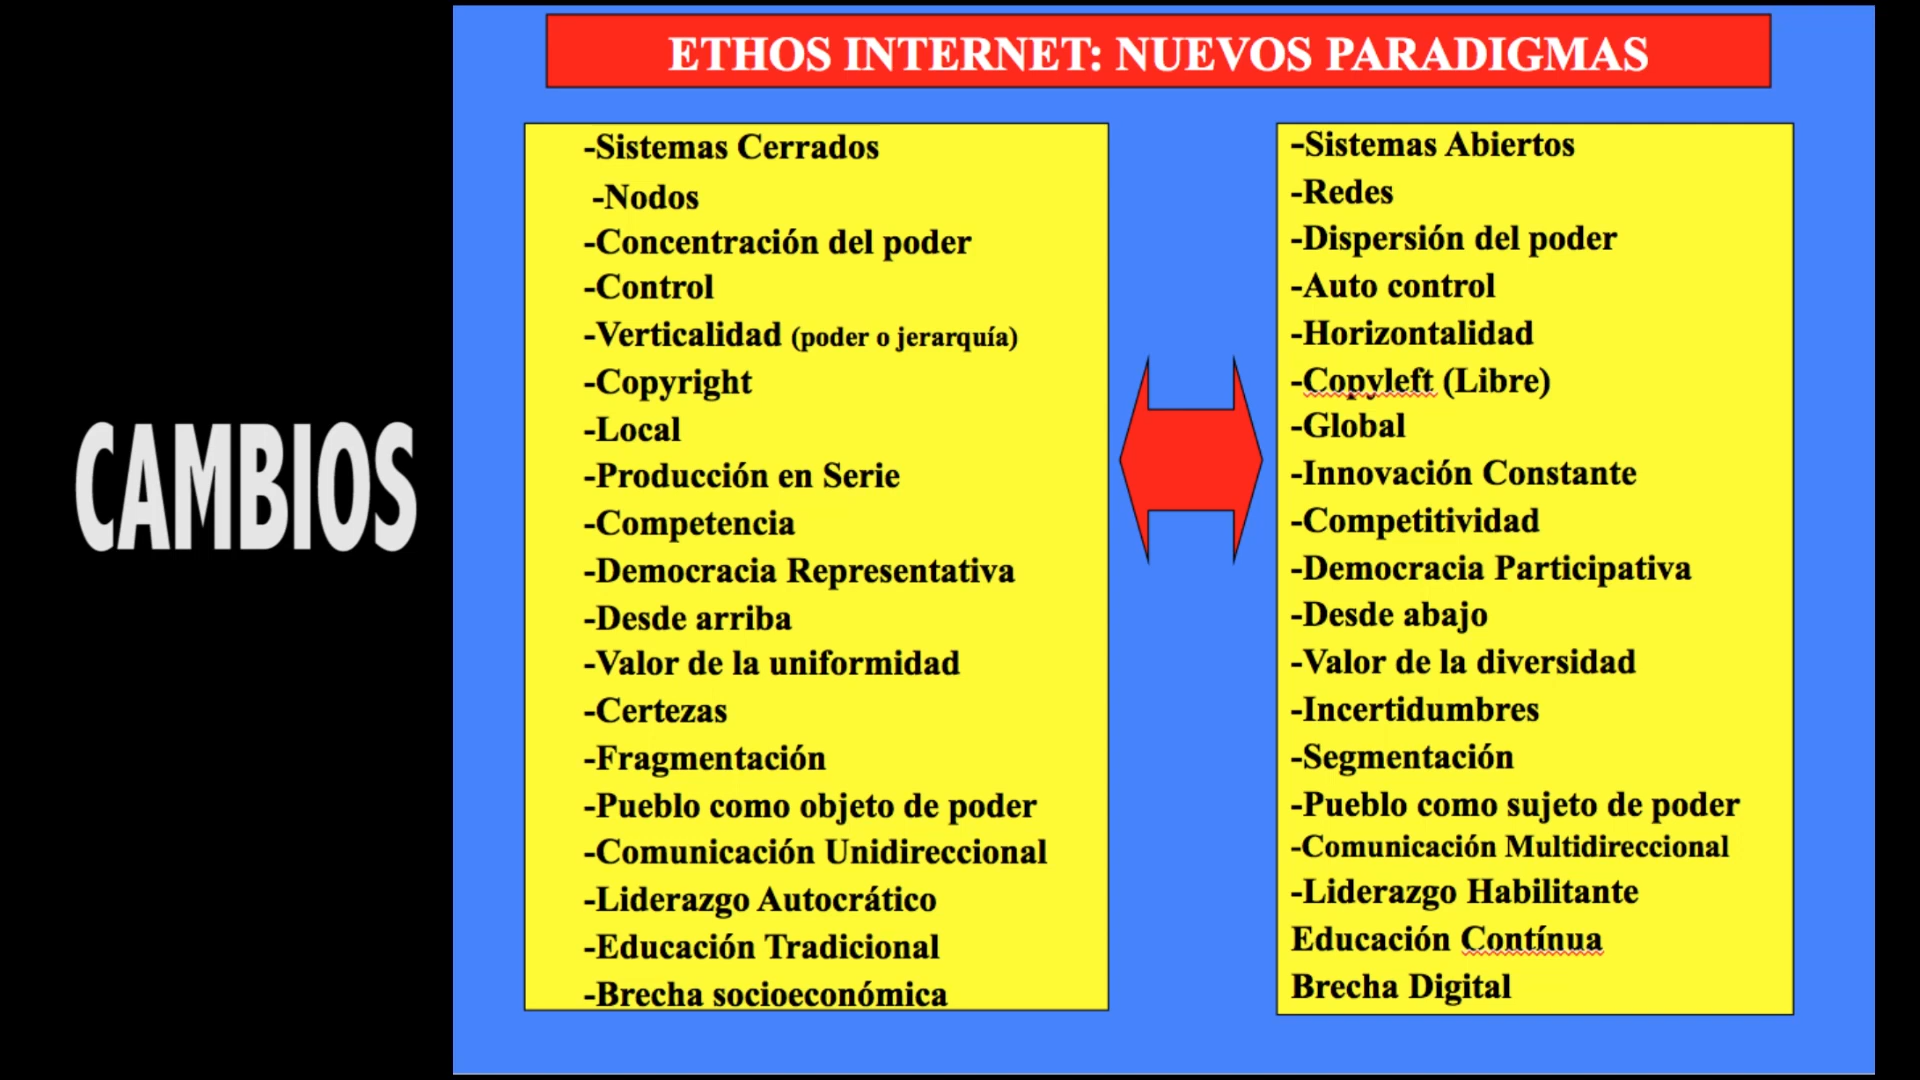 CAMBIOS
ETHOS INTERNET: NUEVOS PARADIGMAS
-Sistemas Cerrados
-Nodos
-Concentración del poder
-Control
-Verticalidad (poder o jerarquía)
-Copyright
-Local
-Producción en Serie
-Competencia
-Democracia Representativa
-Desde arriba
-Valor de la uniformidad
-Certezas
-Fragmentación
-Pueblo como objeto de poder
-Comunicación Unidireccional
-Liderazgo Autocrático
-Educación Tradicional
-Brecha socioeconómica
-Sistemas Abiertos
-Redes
-Dispersión del poder
-Auto control
-Horizontalidad
-Copyleft (Libre)
-Global
-Innovación Constante
-Competitividad
-Democracia Participativa
-Desde abajo
-Valor de la diversidad
-Incertidumbres
-Segmentación
-Pueblo como sujeto de poder
-Comunicación Multidireccional
-Liderazgo Habilitante
Educación Contínua
Brecha Digital